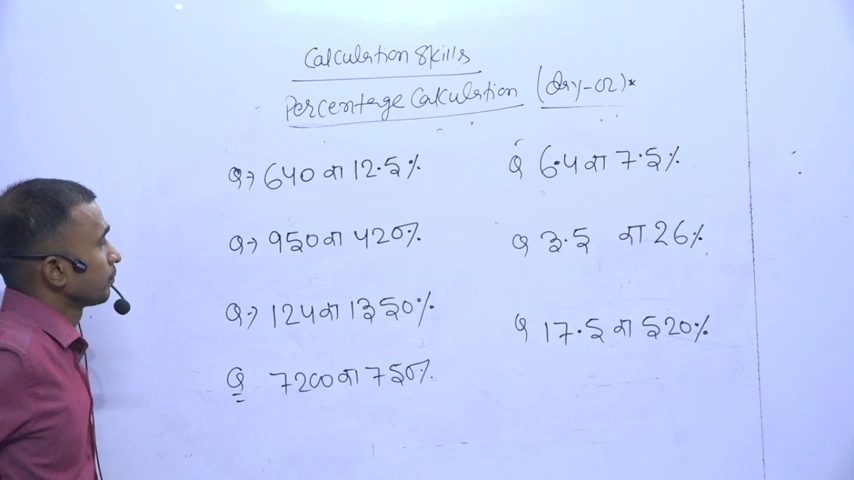 Calculation Skills
Percentage Calculation (day-02)*
Q→ 640 का 12.5%
Q→ 950 का 420%
Q→ 124 का 1350%
Q 7200 का 750%
Q 6.4 का 7.5%
Q 3.5 का 26%
Q 17.5 का 520%